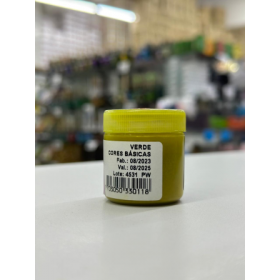 VERDE
CORES BÁSICAS
Fab.: 08/2023
Val.: 08/2025
Lote: 4531 PW